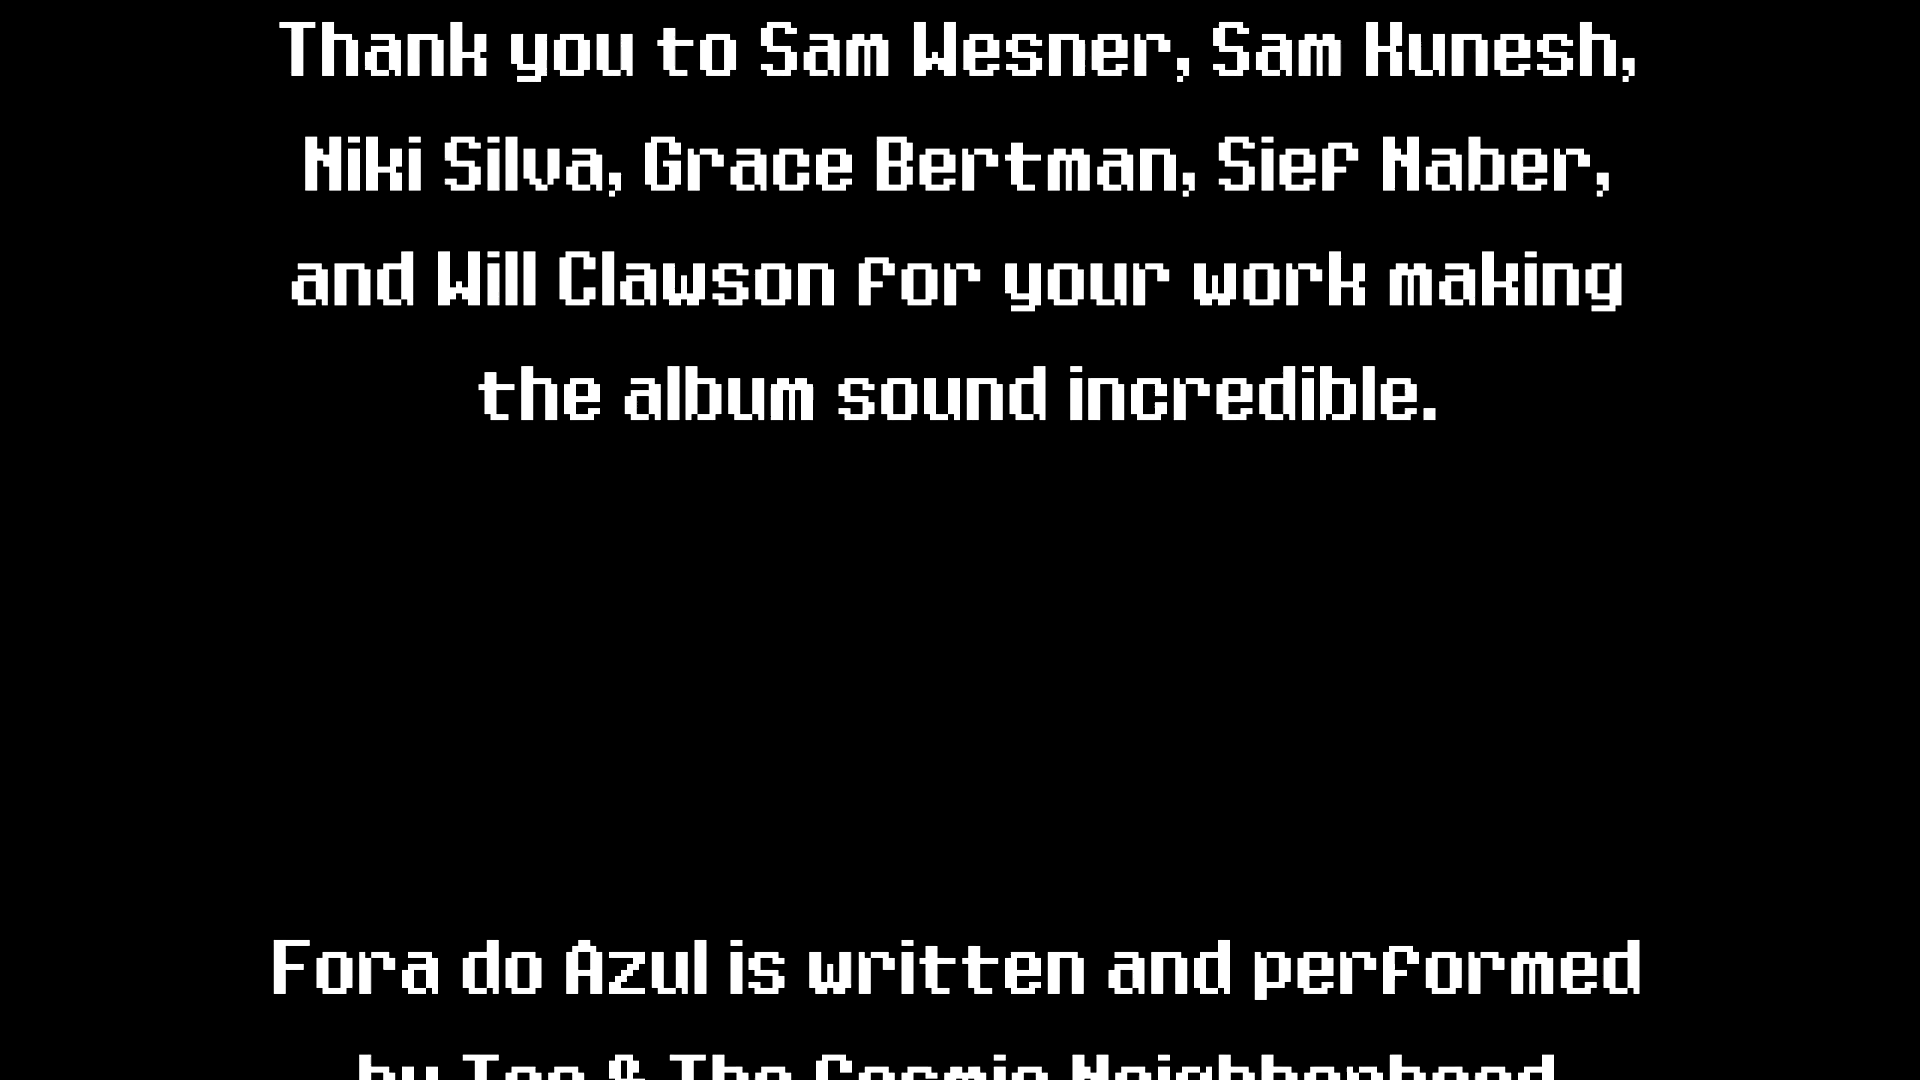 Thank you to Sam Wesner, Sam Kunesh,
Niki Silva, Grace Bertman, Sief Naber,
and Will Clawson for your work making
the album sound incredible.
Fora do Azul is written and performed
by & The Cosmic Neighborhood